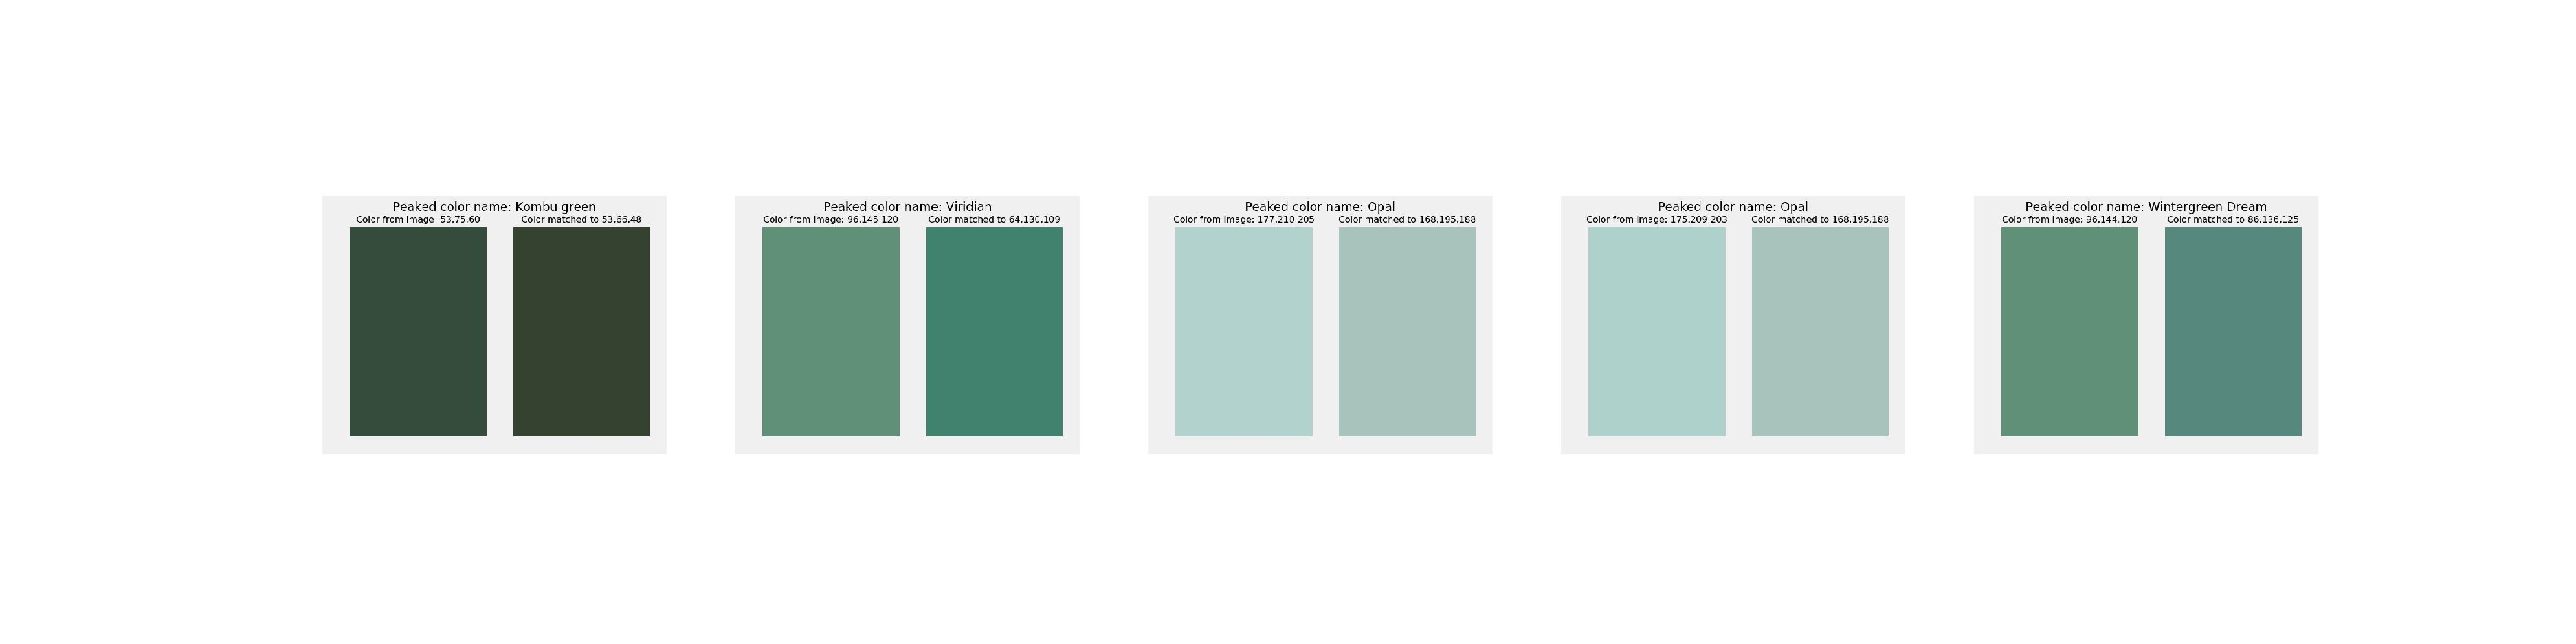 Peaked color name: Kombu green
Color from image: 53,75,60
Color matched to 53,66,48
Peaked color name: Viridian
Color from image: 96,145,120
Color matched to 64,130,109
Peaked color name: Opal
Color from image: 177,210,205
Color matched to 168,195,188
Peaked color name: Opal
Color from image: 175,209,203
Color matched to 168,195,188
Peaked color name: Wintergreen Dream
Color from image: 96,144,120
Color matched to 86,136,125